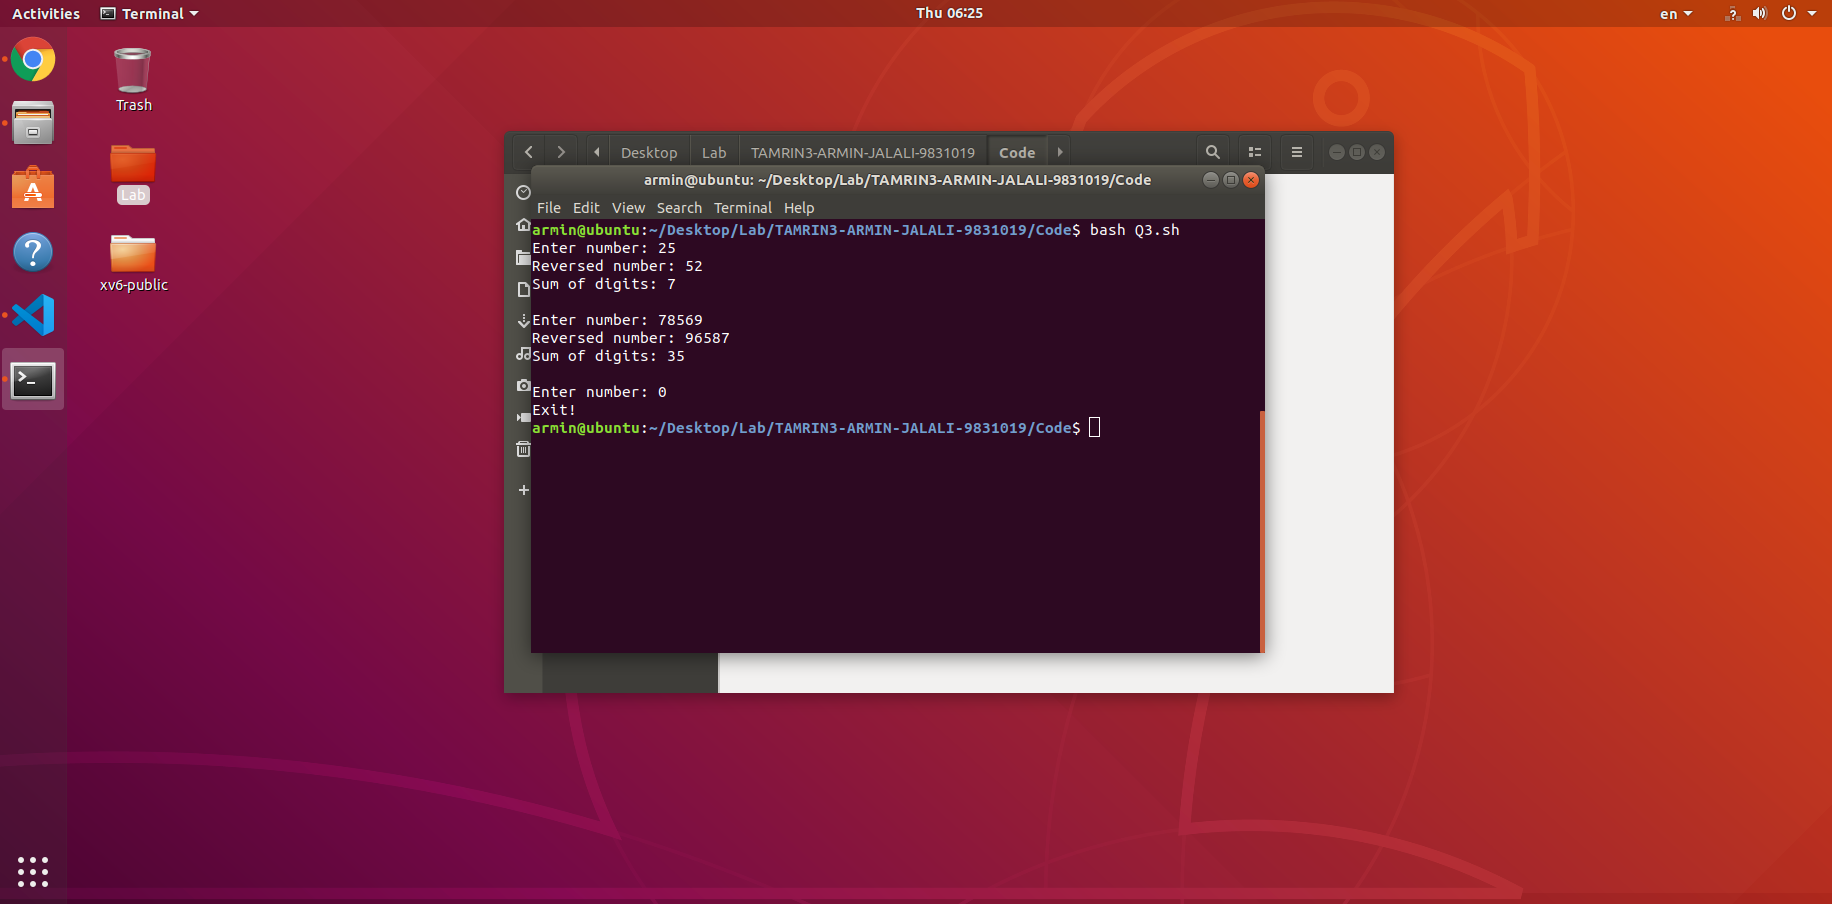 Activities Terminal Thu 06:25 en
Trash
Lab
xv6-public
Desktop Lab TAMRIN3-ARMIN-JALALI-9831019 Code
armin@ubuntu: ~/Desktop/Lab/TAMRIN3-ARMIN-JALALI-9831019/Code
File Edit View Search Terminal Help
armin@ubuntu:~/Desktop/Lab/TAMRIN3-ARMIN-JALALI-9831019/Code$ bash Q3.sh
Enter number: 25
Reversed number: 52
Sum of digits: 7
Enter number: 78569
Reversed number: 96587
Sum of digits: 35
Enter number: 0
Exit!
armin@ubuntu:~/Desktop/Lab/TAMRIN3-ARMIN-JALALI-9831019/Code$